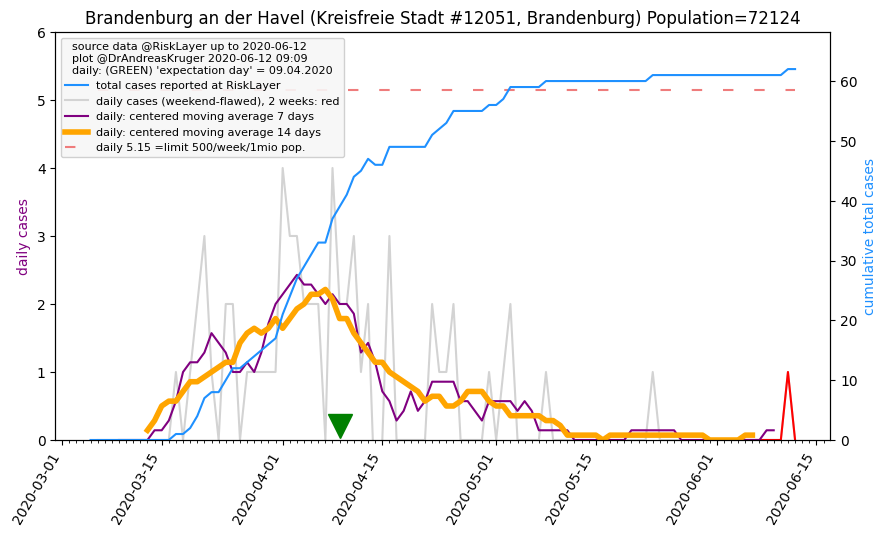 Brandenburg an der Havel (Kreisfreie Stadt #12051, Brandenburg) Population=72124
source data @RiskLayer up to 2020-06-12
plot @DrAndreasKruger 2020-06-12 09:09
daily: (GREEN) 'expectation day' = 09.04.2020
total cases reported at RiskLayer
daily cases (weekend-flawed), 2 weeks: red
daily: centered moving average 7 days
daily: centered moving average 14 days
daily 5.15 =limit 500/week/1mio pop.
daily cases
6
5
4
3
2
1
0
cumulative total cases
60
50
40
30
20
10
0
2020-03-01
2020-03-15
2020-04-01
2020-04-15
2020-05-01
2020-05-15
2020-06-01
2020-06-15